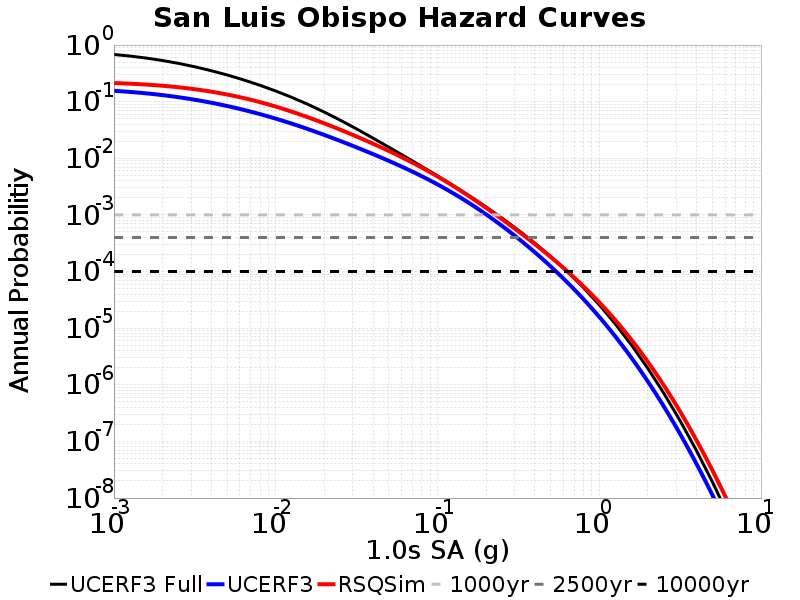 San Luis Obispo Hazard Curves
Annual Probabilitiy
10^0
10^-1
10^-2
10^-3
10^-4
10^-5
10^-6
10^-7
10^-8
10^-3 10^-2 10^-1 10^0 10^1
1.0s SA (g)
UCERF3 Full UCERF3 RSQSim 1000yr 2500yr 10000yr